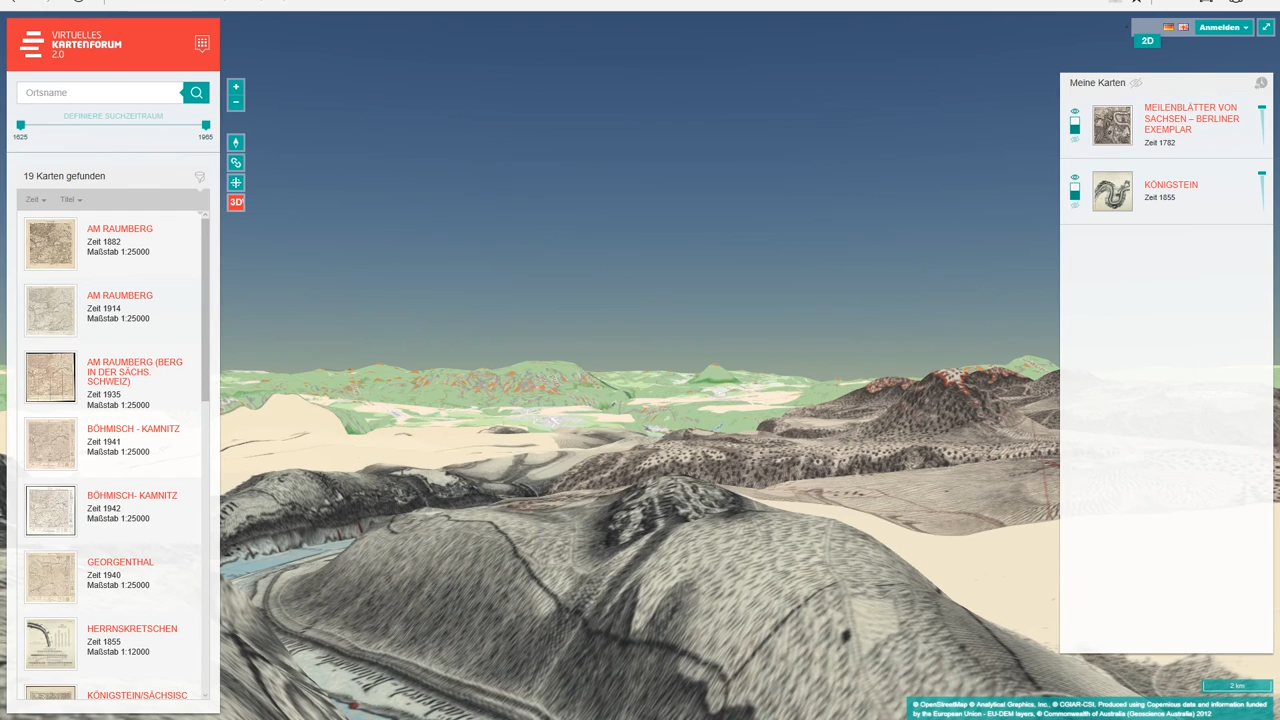 VIRTUELLES
KARTENFORUM
2.0
Ortsname
DEFINIERE SUCHZEITRAUM
1625
1965
19 Karten gefunden
Zeit
Titel
AM RAUMBERG
Zeit 1882
Maßstab 1:25000
AM RAUMBERG
Zeit 1914
Maßstab 1:25000
AM RAUMBERG (BERG
IN DER SÄCHS.
SCHWEIZ)
Zeit 1935
Maßstab 1:25000
BÖHMISCH - KAMNITZ
Zeit 1941
Maßstab 1:25000
BÖHMISCH- KAMNITZ
Zeit 1942
Maßstab 1:25000
GEORGENTHAL
Zeit 1940
Maßstab 1:25000
HERRNSKRETSCHEN
Zeit 1855
Maßstab 1:12000
KÖNIGSTEIN/SÄCHSISC
+
−
3D
Anmelden
2D
Meine Karten
MEILENBLÄTTER VON
SACHSEN – BERLINER
EXEMPLAR
Zeit 1782
KÖNIGSTEIN
Zeit 1855
2 km
© OpenStreetMap © Analytical Graphics, Inc., © CGIAR-CSI, Produced using Copernicus data and information funded
by the European Union - EU-DEM layers, © Commonwealth of Australia (Geoscience Australia) 2012